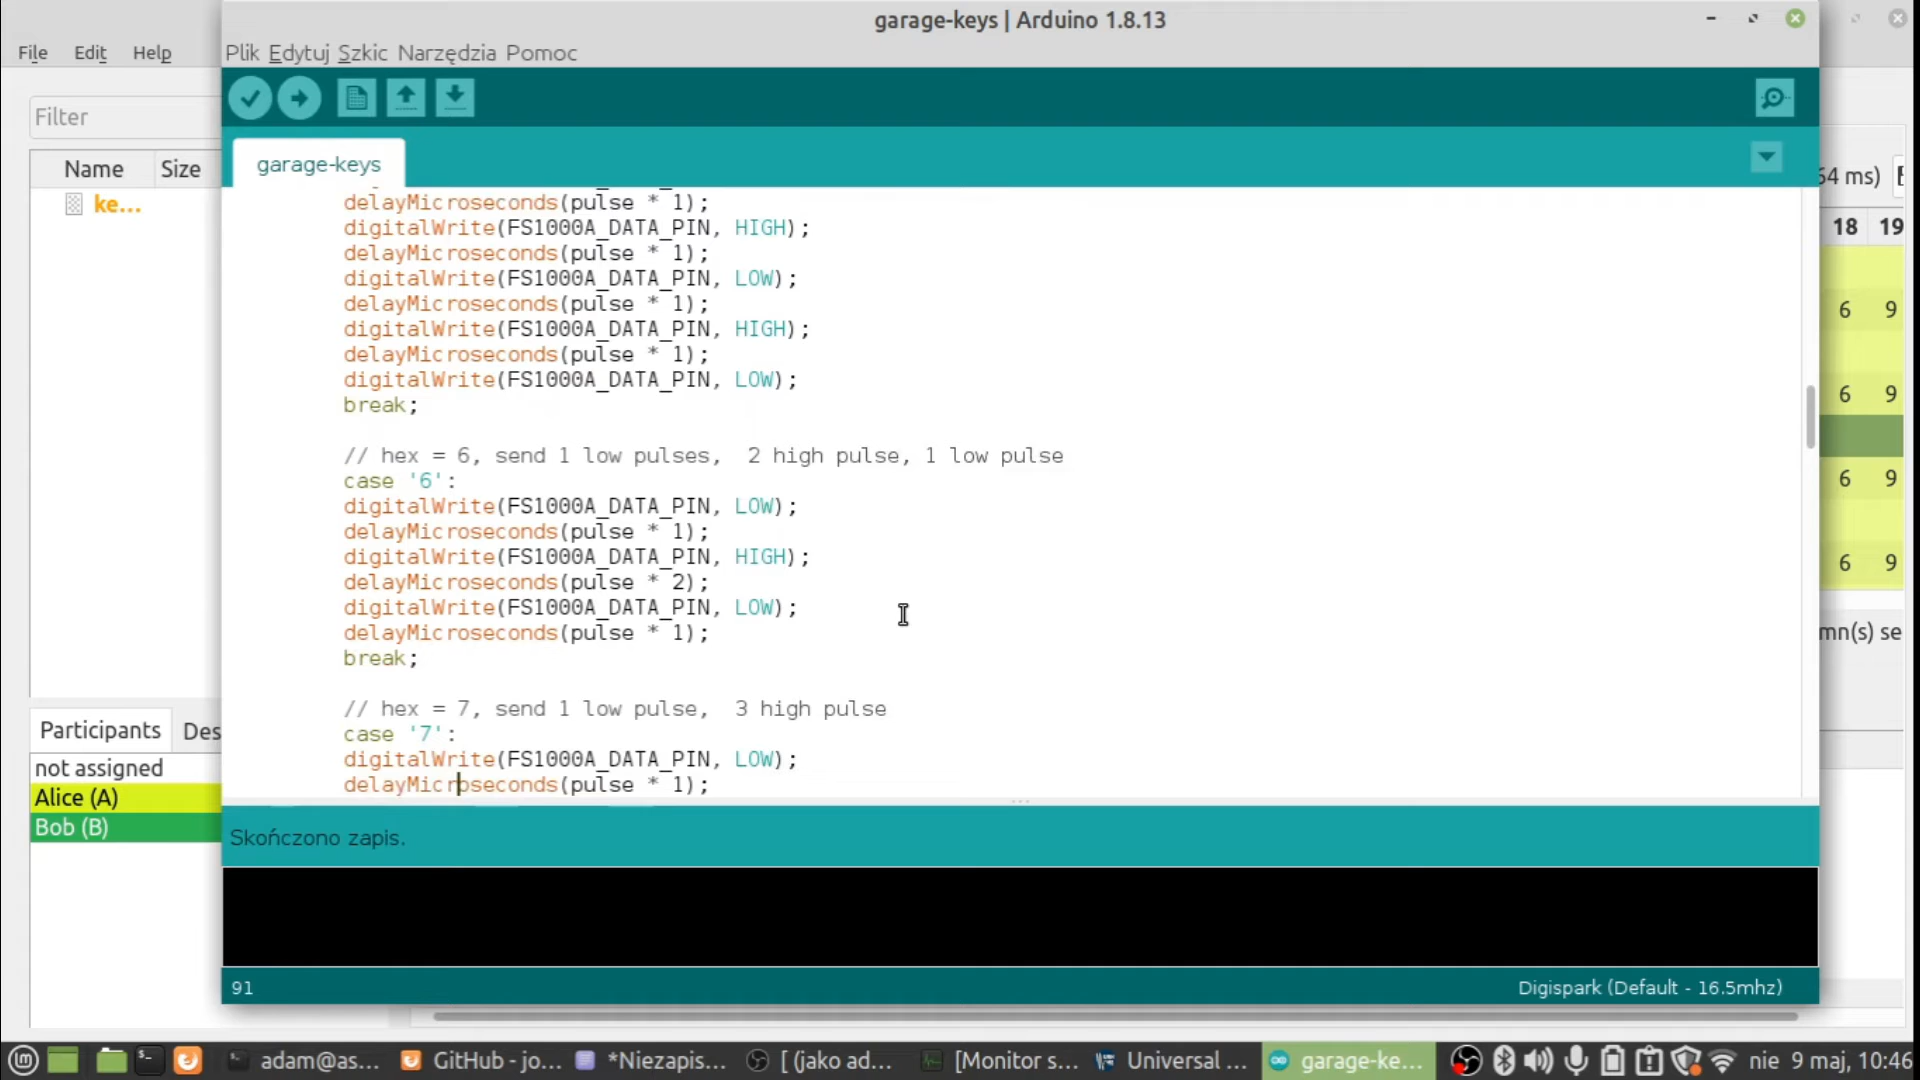 garage-keys | Arduino 1.8.13
File Edit Help
Plik Edytuj Szkic Narzędzia Pomoc
Filter
garage-keys
Name Size
ke...
54 ms)
18 19
6 9
6 9
6 9
6 9
mn(s) se
delayMicroseconds(pulse * 1);
digitalWrite(FS1000A_DATA_PIN, HIGH);
delayMicroseconds(pulse * 1);
digitalWrite(FS1000A_DATA_PIN, LOW);
delayMicroseconds(pulse * 1);
digitalWrite(FS1000A_DATA_PIN, HIGH);
delayMicroseconds(pulse * 1);
digitalWrite(FS1000A_DATA_PIN, LOW);
break;
// hex = 6, send 1 low pulses,  2 high pulse, 1 low pulse
case '6':
digitalWrite(FS1000A_DATA_PIN, LOW);
delayMicroseconds(pulse * 1);
digitalWrite(FS1000A_DATA_PIN, HIGH);
delayMicroseconds(pulse * 2);
digitalWrite(FS1000A_DATA_PIN, LOW);
delayMicroseconds(pulse * 1);
break;
// hex = 7, send 1 low pulse,  3 high pulse
case '7':
digitalWrite(FS1000A_DATA_PIN, LOW);
delayMicroseconds(pulse * 1);
Participants Des
not assigned
Alice (A)
Bob (B)
Skończono zapis.
91
Digispark (Default - 16.5mhz)
adam@as... GitHub - jo... *Niezapis... [ (jako ad... [Monitor s... Universal ... garage-ke... nie 9 maj, 10:46